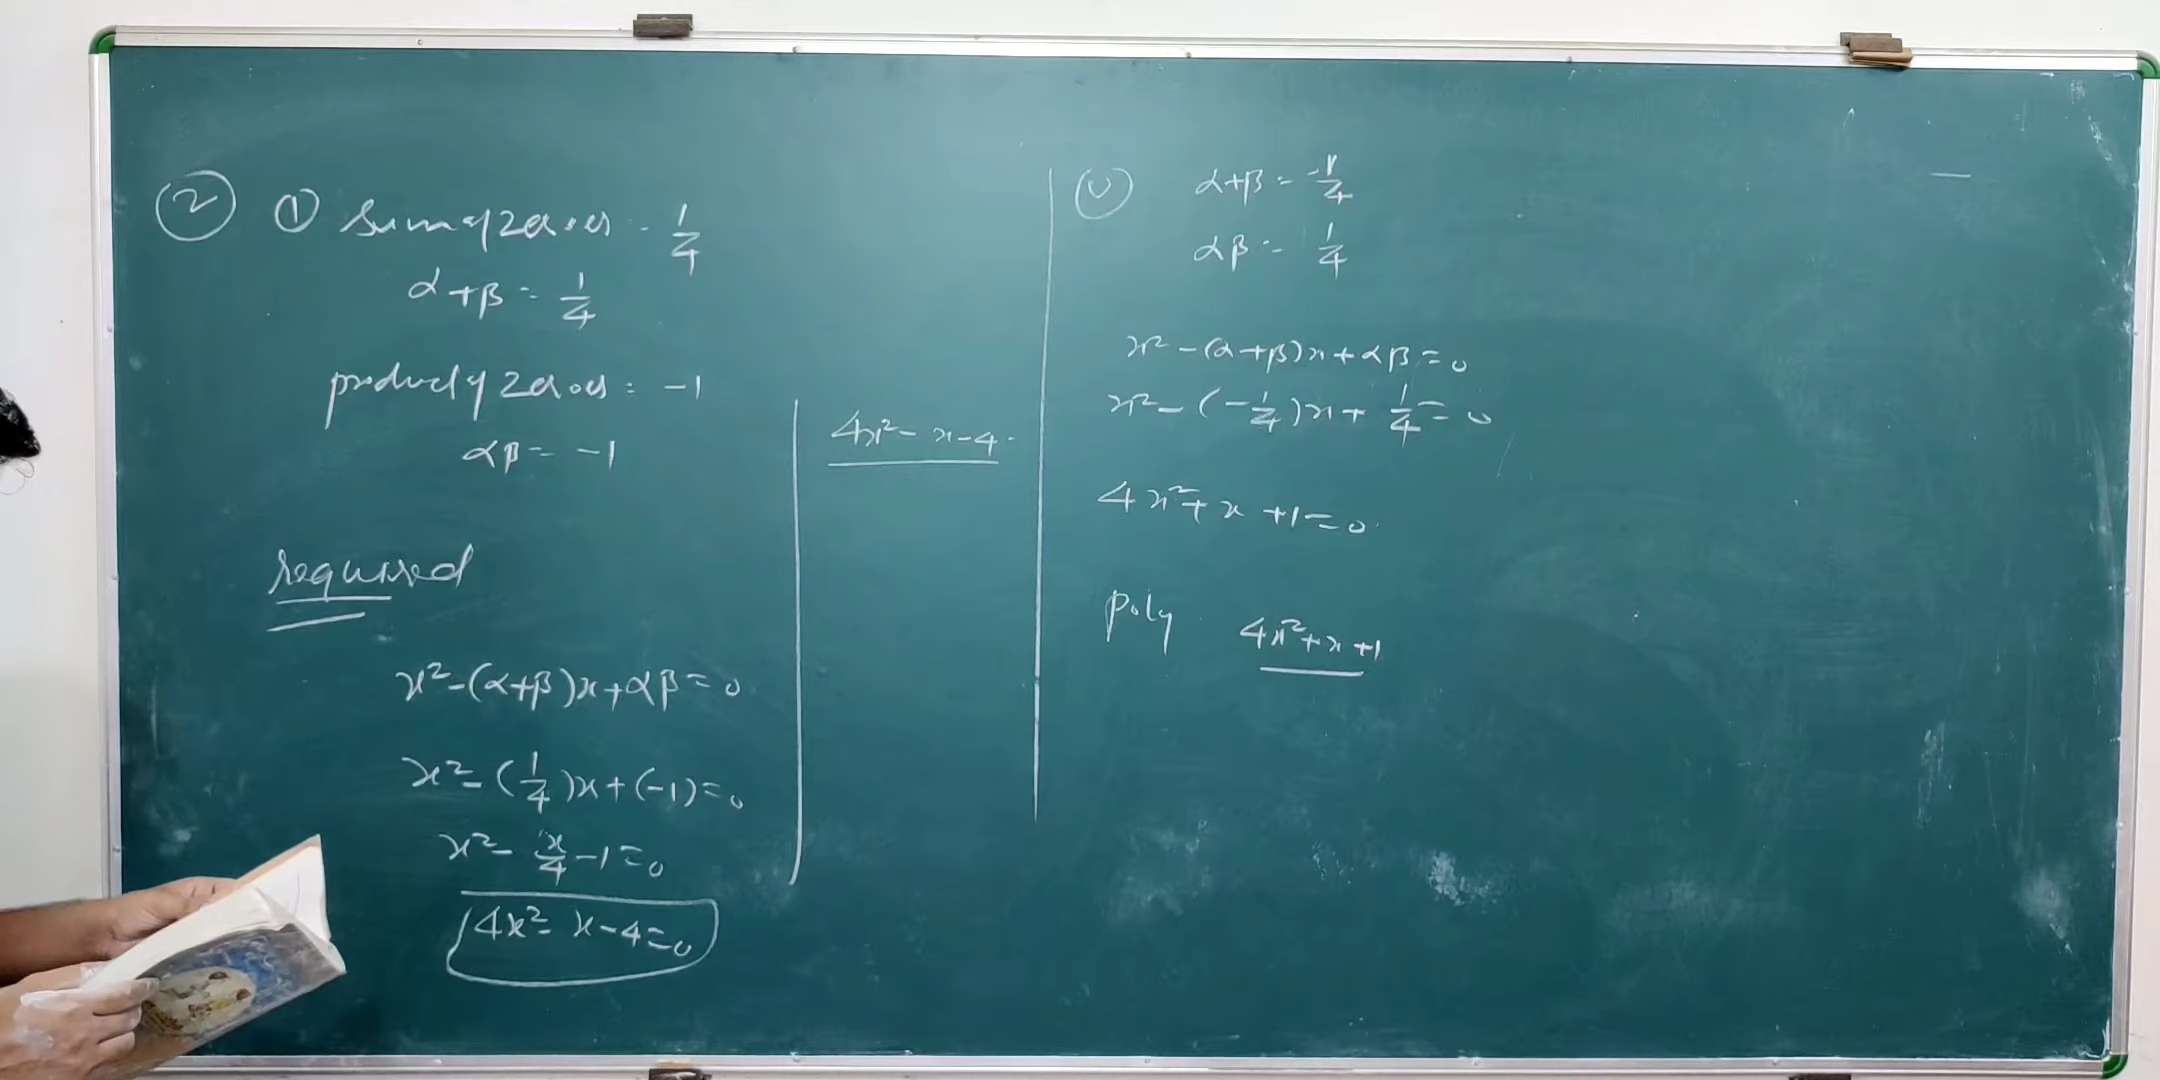 ② ① Sum of zeroes = 1/4
α+β = 1/4
product of zeroes = -1
αβ = -1
required
x²-(α+β)x+αβ=0
x²-(1/4)x+(-1)=0
x²-x/4-1=0
4x²-x-4=0
4x²-x-4
(v) α+β = -1/4
αβ = 1/4
x²-(α+β)x+αβ=0
x²-(-1/4)x+1/4=0
4x²+x+1=0
Poly 4x²+x+1